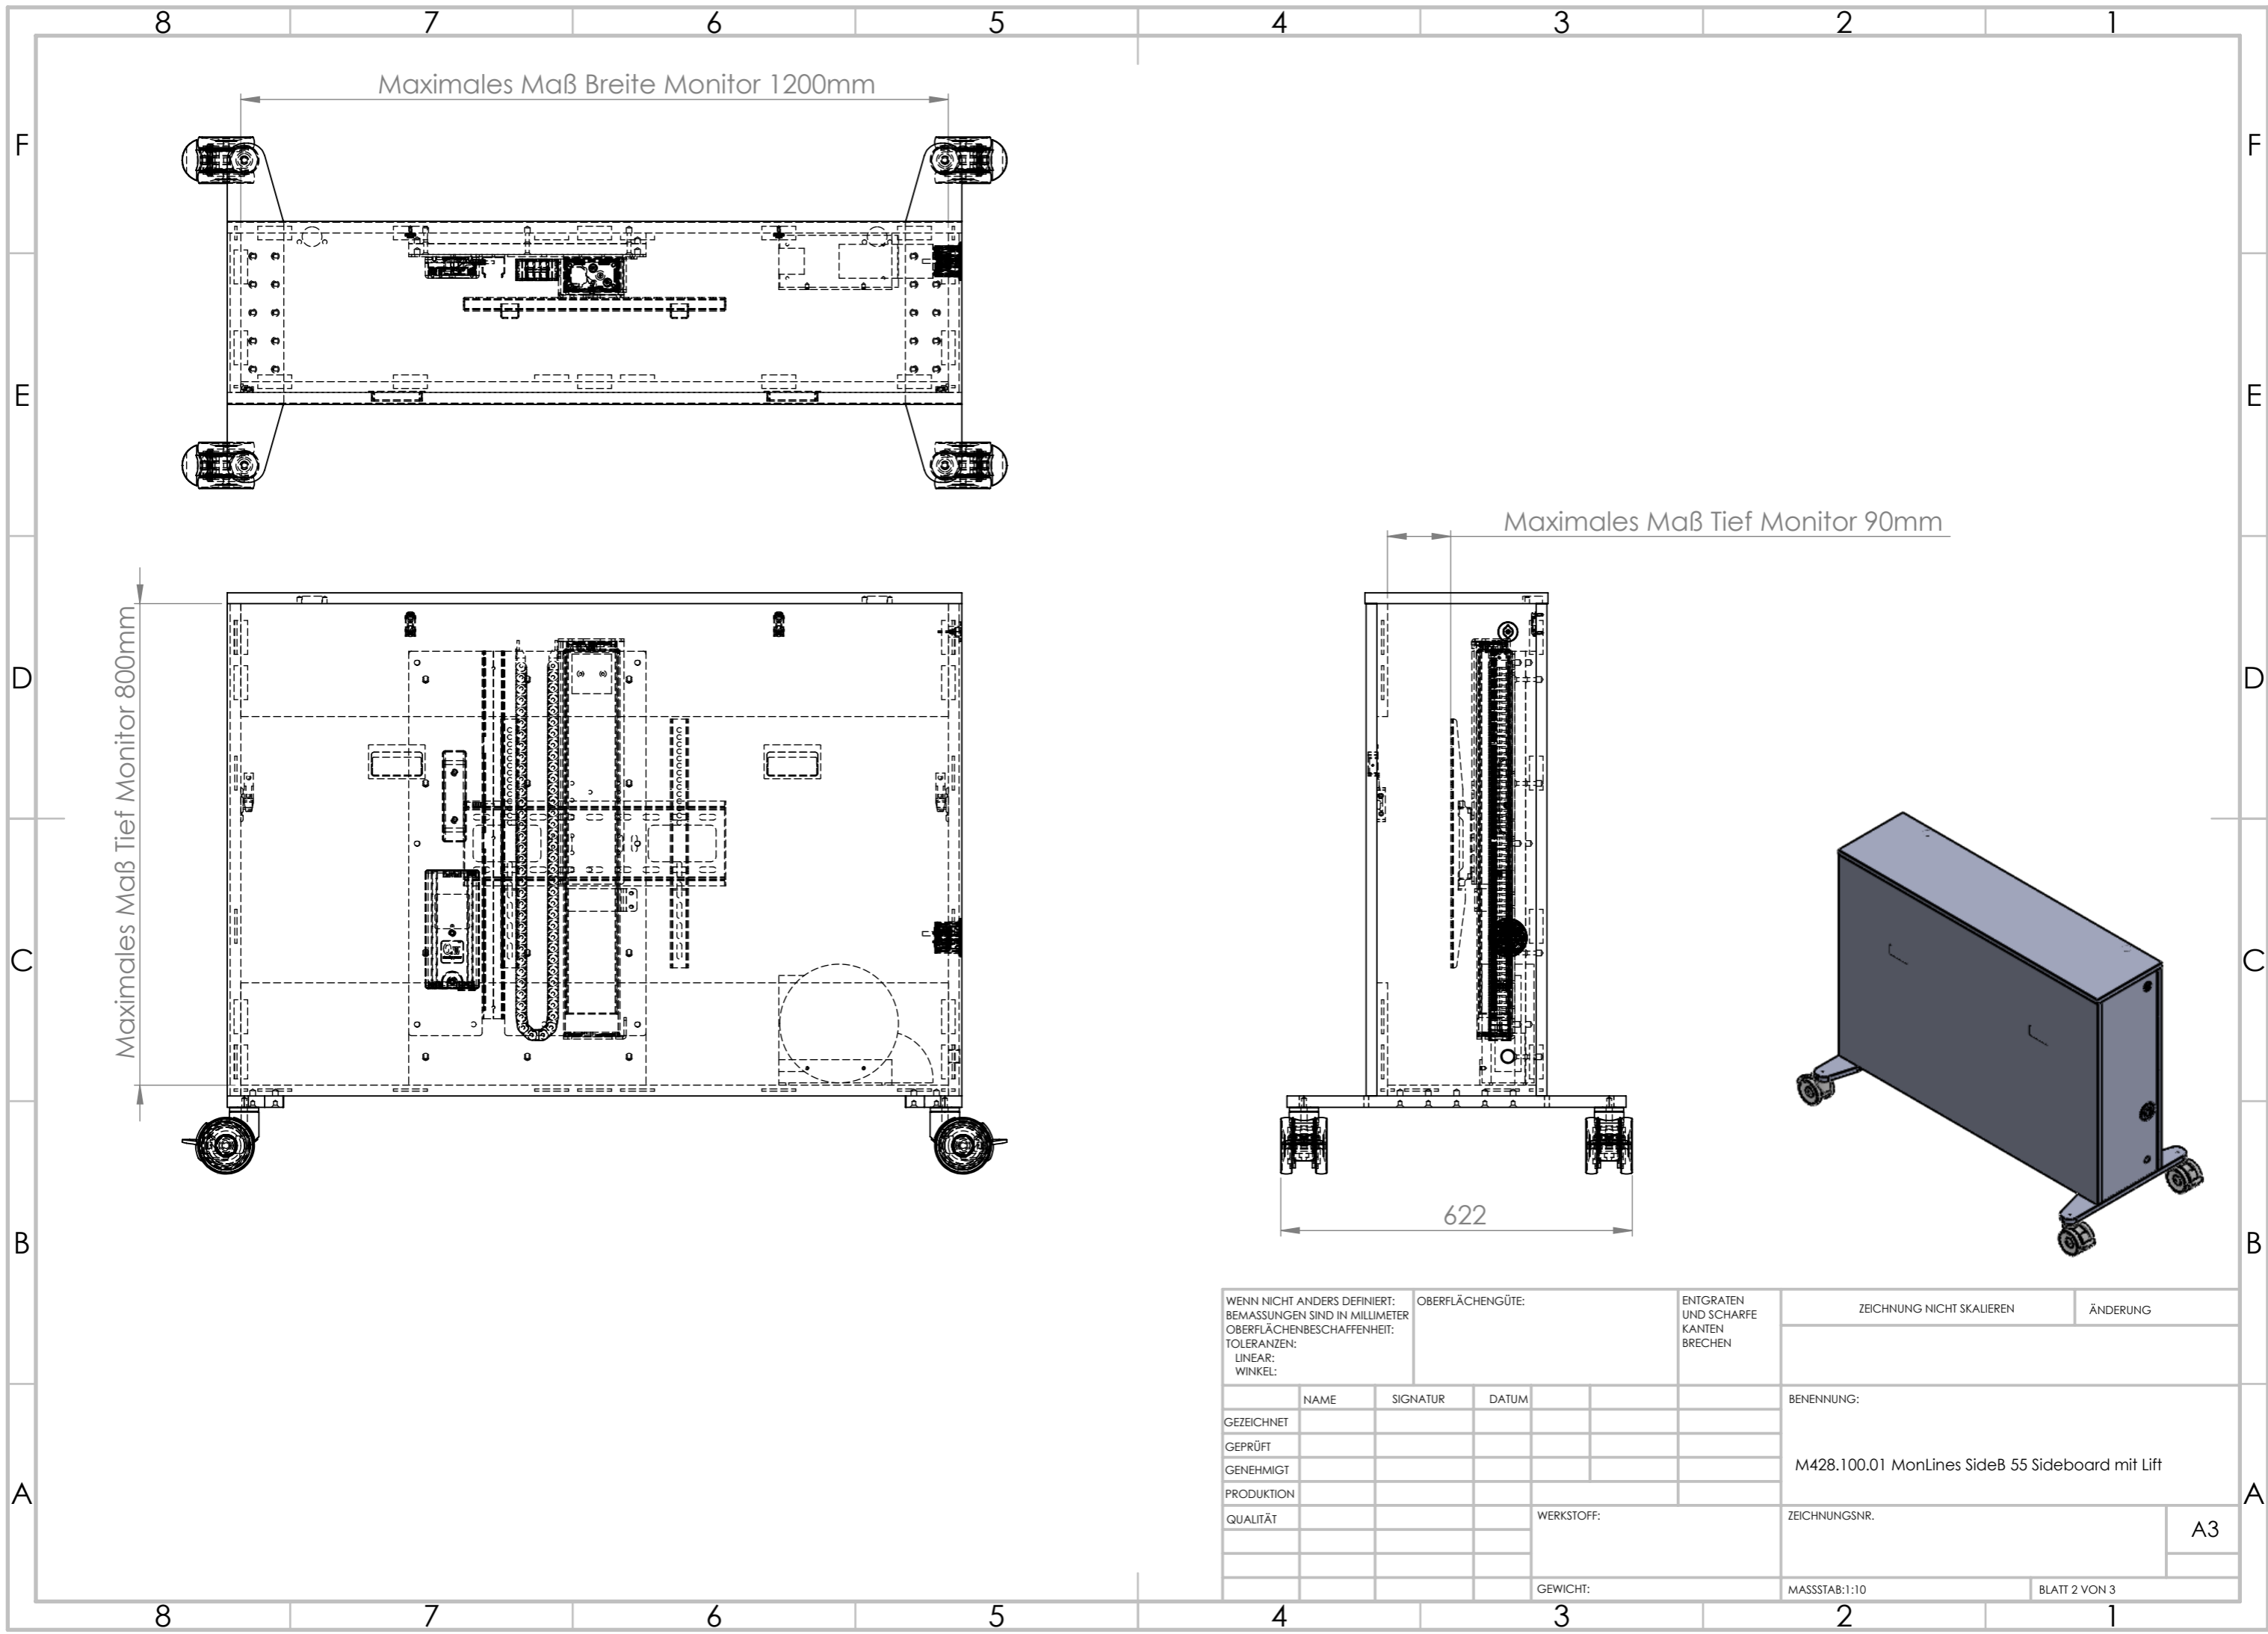 8 7 6 5 4 3 2 1
Maximales Maß Breite Monitor 1200mm
F F
E E
Maximales Maß Tief Monitor 90mm
Maximales Maß Tief Monitor 800mm
D D
C C
622
B B
WENN NICHT ANDERS DEFINIERT:
BEMASSUNGEN SIND IN MILLIMETER
OBERFLÄCHENBESCHAFFENHEIT:
TOLERANZEN:
LINEAR:
WINKEL:
OBERFLÄCHENGÜTE:
ENTGRATEN
UND SCHARFE
KANTEN
BRECHEN
ZEICHNUNG NICHT SKALIEREN
ÄNDERUNG
NAME SIGNATUR DATUM
GEZEICHNET
GEPRÜFT
GENEHMIGT
PRODUKTION
QUALITÄT
BENENNUNG:
M428.100.01 MonLines SideB 55 Sideboard mit Lift
A A
WERKSTOFF:
ZEICHNUNGSNR.
A3
GEWICHT:
MASSSTAB:1:10
BLATT 2 VON 3
8 7 6 5 4 3 2 1